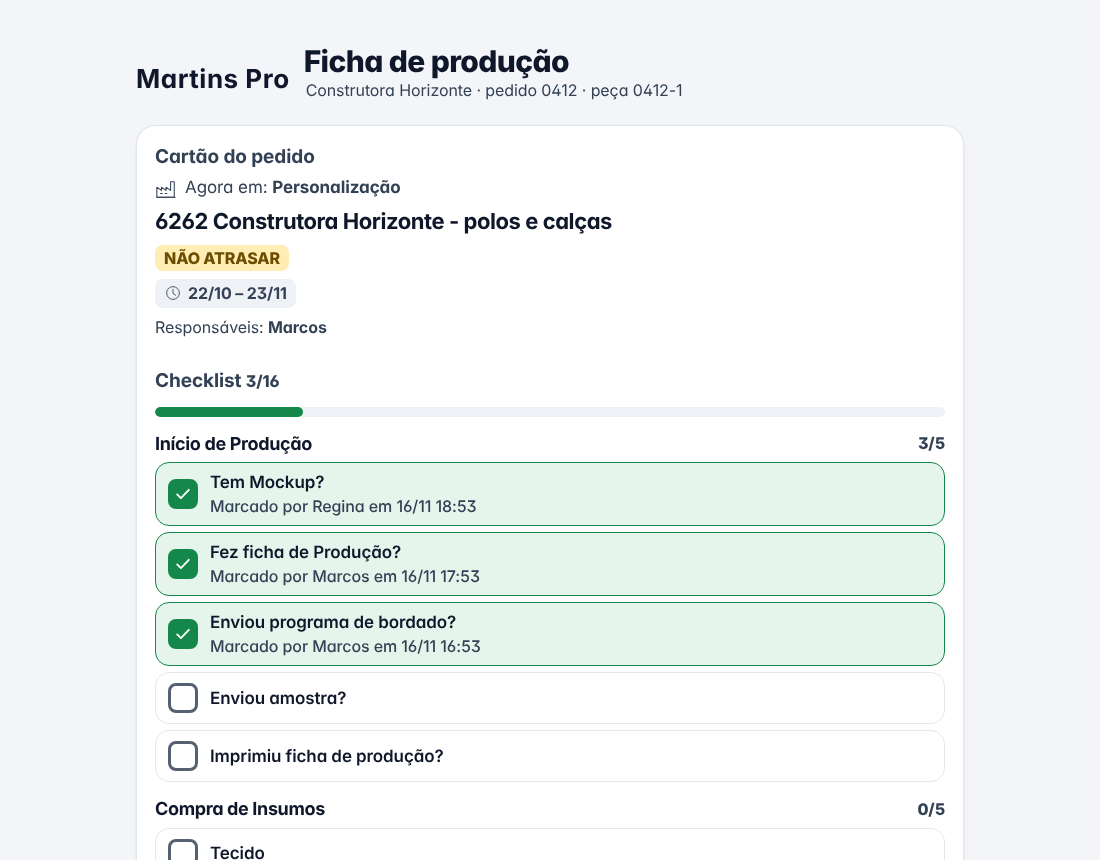 Martins Pro
Ficha de produção
Construtora Horizonte · pedido 0412 · peça 0412-1
Cartão do pedido
Agora em: Personalização
6262 Construtora Horizonte - polos e calças
NÃO ATRASAR
22/10 – 23/11
Responsáveis: Marcos
Checklist 3/16
Início de Produção 3/5
Tem Mockup?
Marcado por Regina em 16/11 18:53
Fez ficha de Produção?
Marcado por Marcos em 16/11 17:53
Enviou programa de bordado?
Marcado por Marcos em 16/11 16:53
Enviou amostra?
Imprimiu ficha de produção?
Compra de Insumos 0/5
Tecido